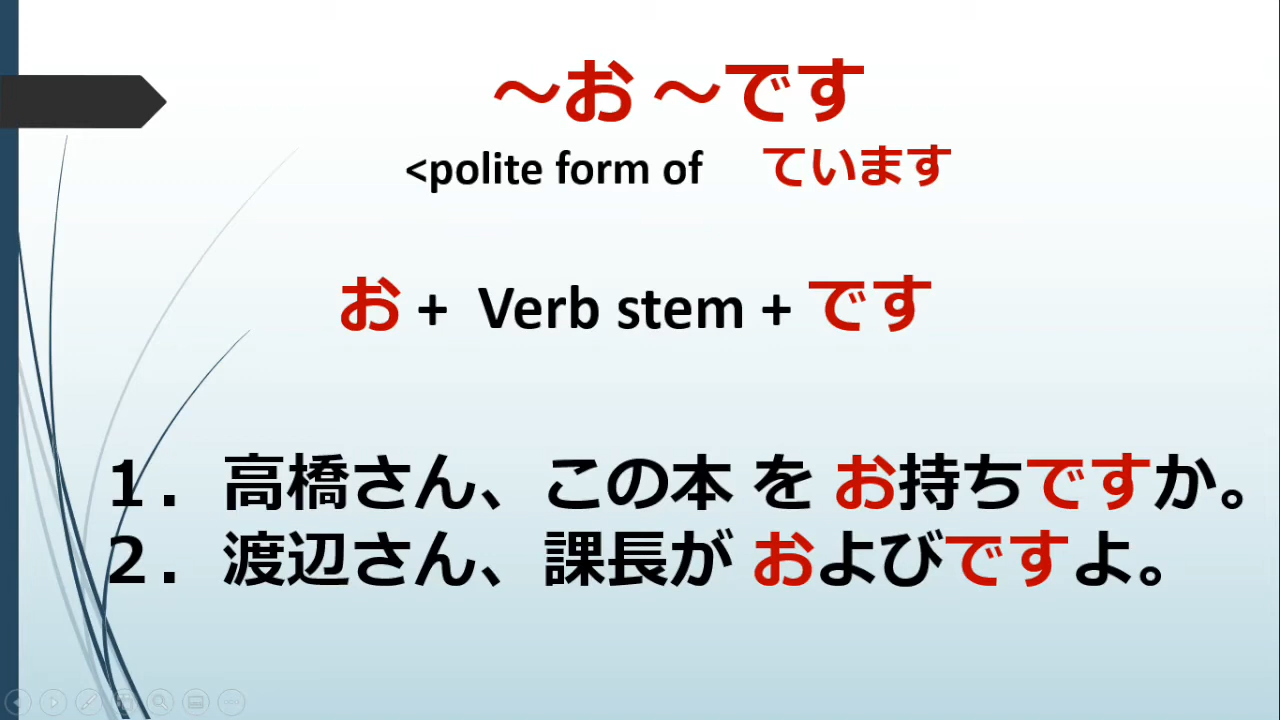 ～お ～です
<polite form of ています
お + Verb stem + です
１．高橋さん、この本 を お持ちですか。
２．渡辺さん、課長が およびですよ。